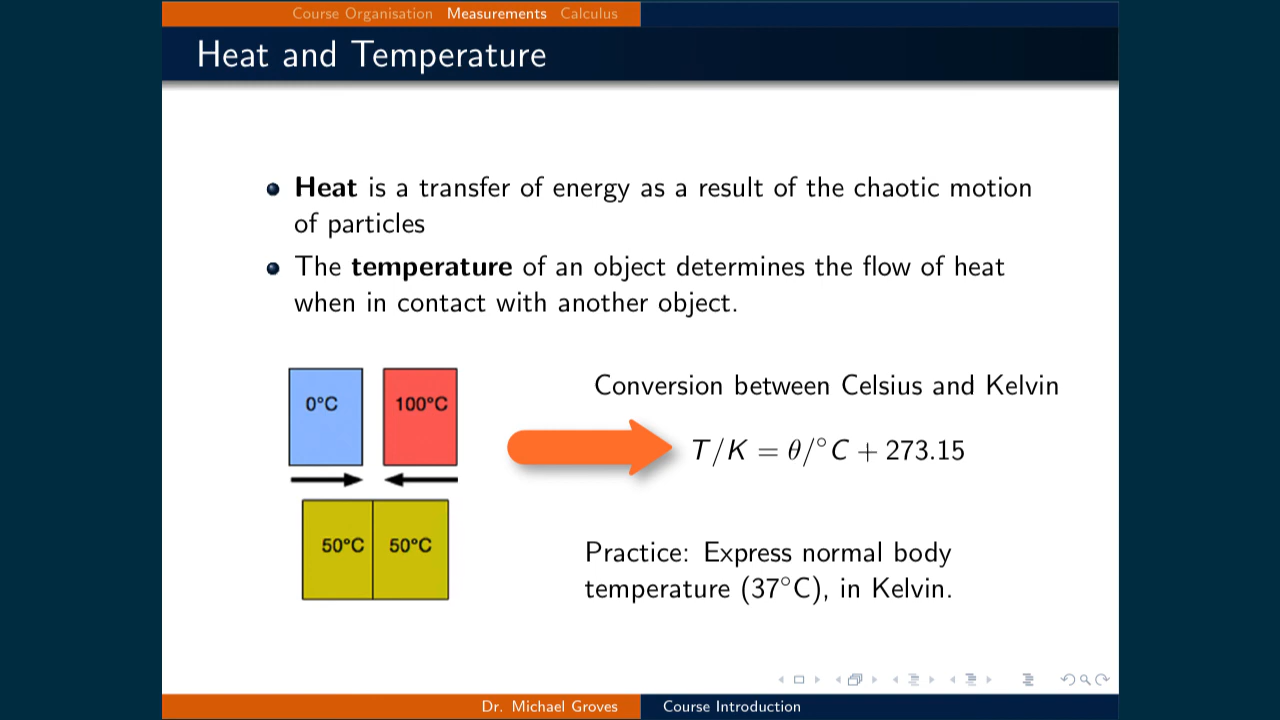 Course Organisation Measurements Calculus
Heat and Temperature
Heat is a transfer of energy as a result of the chaotic motion
of particles
The temperature of an object determines the flow of heat
when in contact with another object.
0°C 100°C
50°C 50°C
Conversion between Celsius and Kelvin
T/K = θ/°C + 273.15
Practice: Express normal body
temperature (37°C), in Kelvin.
Dr. Michael Groves Course Introduction